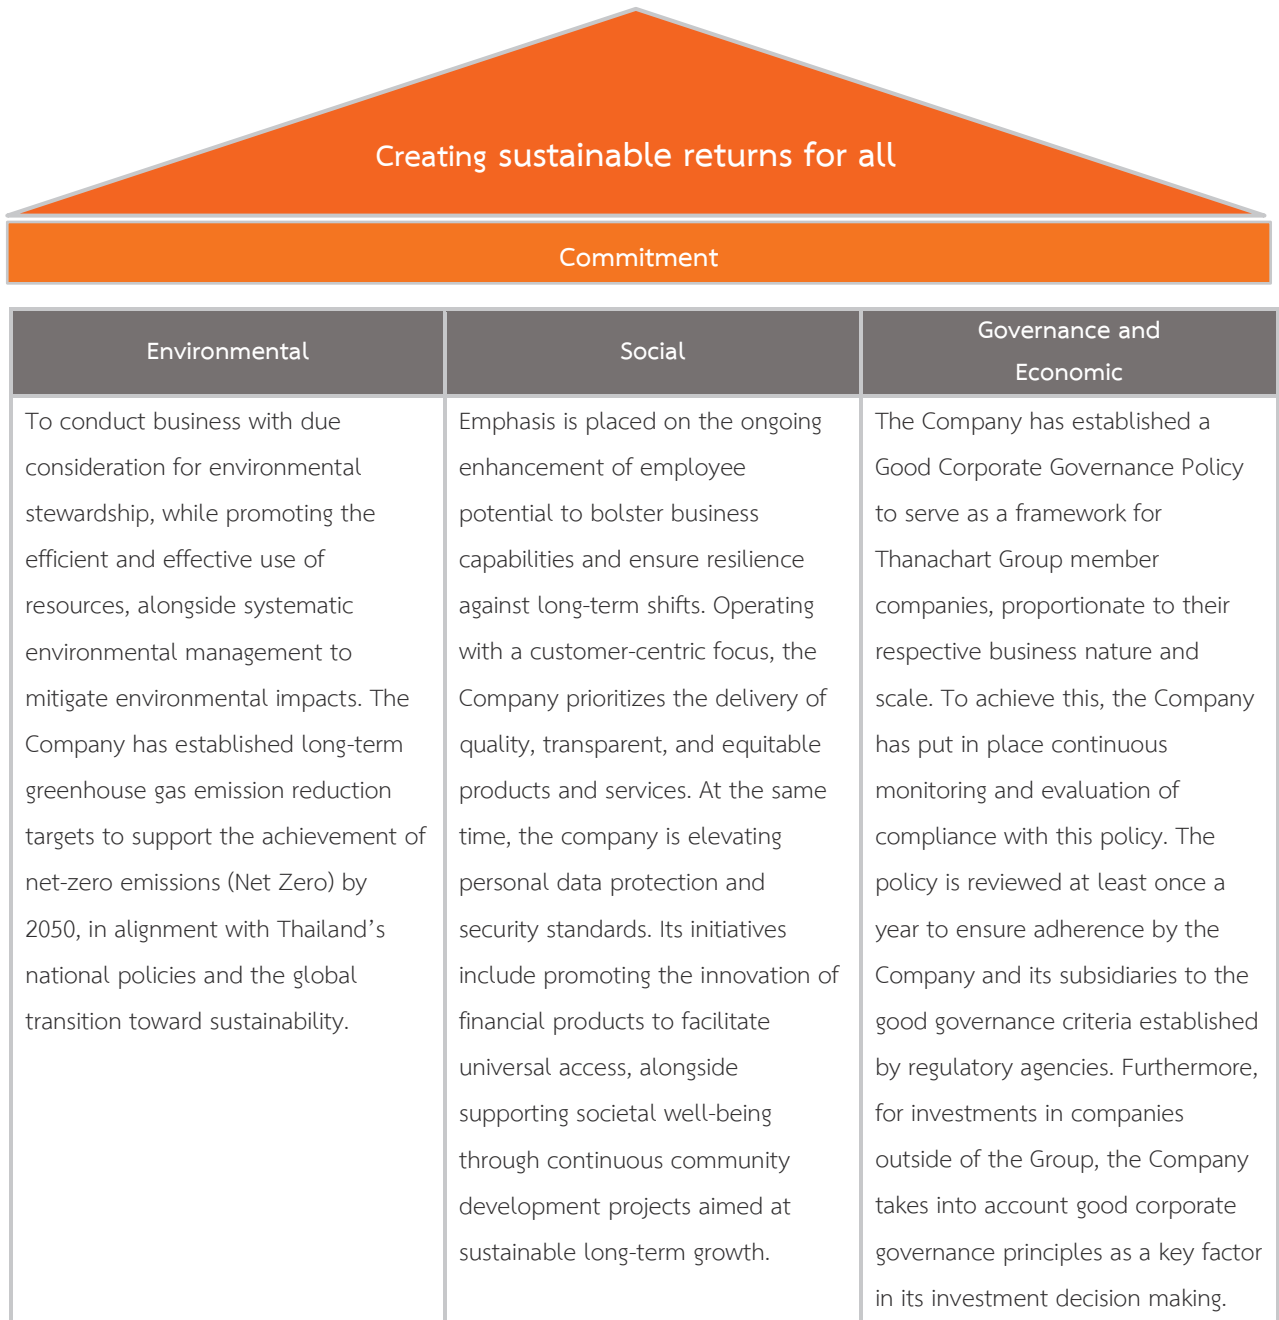 Creating sustainable returns for all
Commitment
Environmental
To conduct business with due
consideration for environmental
stewardship, while promoting the
efficient and effective use of
resources, alongside systematic
environmental management to
mitigate environmental impacts. The
Company has established long-term
greenhouse gas emission reduction
targets to support the achievement of
net-zero emissions (Net Zero) by
2050, in alignment with Thailand’s
national policies and the global
transition toward sustainability.
Social
Emphasis is placed on the ongoing
enhancement of employee
potential to bolster business
capabilities and ensure resilience
against long-term shifts. Operating
with a customer-centric focus, the
Company prioritizes the delivery of
quality, transparent, and equitable
products and services. At the same
time, the company is elevating
personal data protection and
security standards. Its initiatives
include promoting the innovation of
financial products to facilitate
universal access, alongside
supporting societal well-being
through continuous community
development projects aimed at
sustainable long-term growth.
Governance and
Economic
The Company has established a
Good Corporate Governance Policy
to serve as a framework for
Thanachart Group member
companies, proportionate to their
respective business nature and
scale. To achieve this, the Company
has put in place continuous
monitoring and evaluation of
compliance with this policy. The
policy is reviewed at least once a
year to ensure adherence by the
Company and its subsidiaries to the
good governance criteria established
by regulatory agencies. Furthermore,
for investments in companies
outside of the Group, the Company
takes into account good corporate
governance principles as a key factor
in its investment decision making.